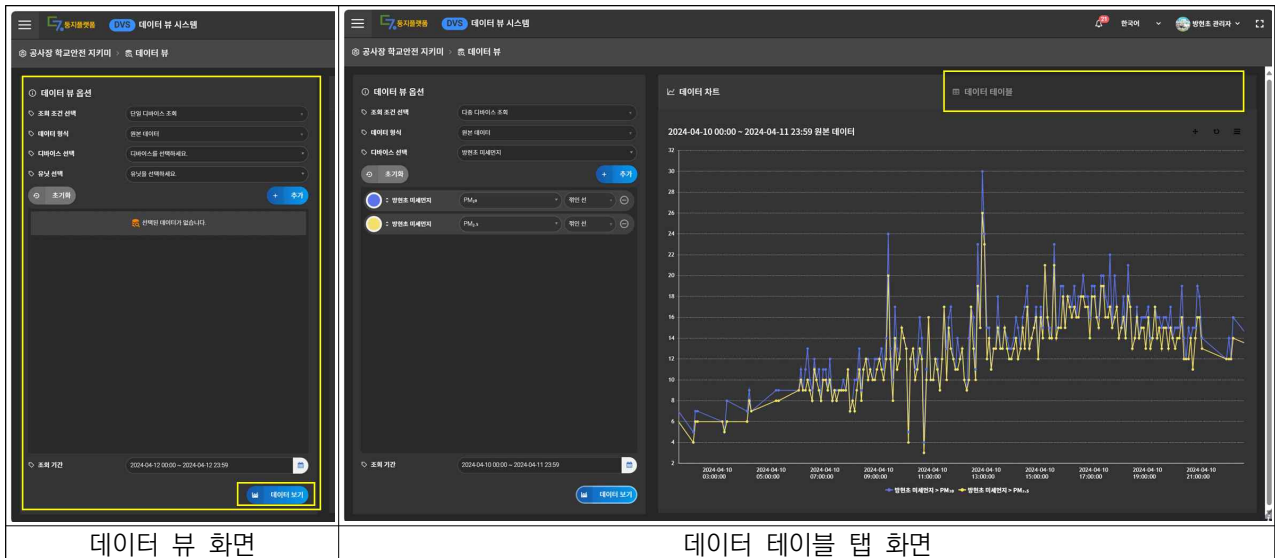 둥지플랫폼 DVS 데이터 뷰 시스템
공사장 학교안전 지키미 > 데이터 뷰
데이터 뷰 옵션
조회 조건 선택 단일 디바이스 조회
데이터 형식 원본 데이터
디바이스 선택 디바이스를 선택하세요.
유닛 선택 유닛을 선택하세요.
초기화 + 추가
선택된 데이터가 없습니다.
조회 기간 2024-04-12 00:00 ~ 2024-04-12 23:59
데이터 보기
데이터 뷰 화면
둥지플랫폼 DVS 데이터 뷰 시스템 21 한국어 방현초 관리자
공사장 학교안전 지키미 > 데이터 뷰
데이터 뷰 옵션
조회 조건 선택 다중 디바이스 조회
데이터 형식 원본 데이터
디바이스 선택 방현초 미세먼지
초기화 + 추가
: 방현초 미세먼지 PM₁₀ 꺾인 선
: 방현초 미세먼지 PM₂.₅ 꺾인 선
조회 기간 2024-04-10 00:00 ~ 2024-04-11 23:59
데이터 보기
데이터 차트 데이터 테이블
2024-04-10 00:00 ~ 2024-04-11 23:59 원본 데이터
32
30
28
26
24
22
20
18
16
14
12
10
8
6
4
2
2024-04-10 2024-04-10 2024-04-10 2024-04-10 2024-04-10 2024-04-10 2024-04-10 2024-04-10 2024-04-10 2024-04-10
03:00:00 05:00:00 07:00:00 09:00:00 11:00:00 13:00:00 15:00:00 17:00:00 19:00:00 21:00:00
방현초 미세먼지 > PM₁₀ 방현초 미세먼지 > PM₂.₅
데이터 테이블 탭 화면